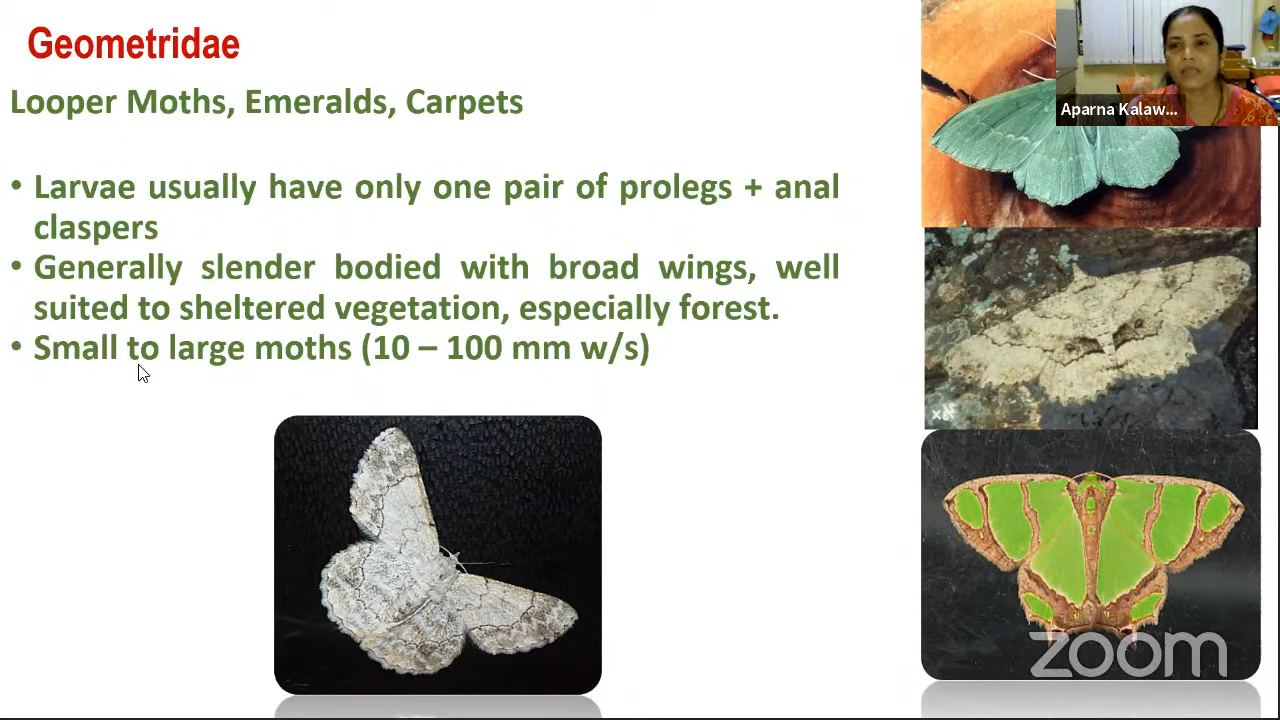 Geometridae
Looper Moths, Emeralds, Carpets
• Larvae usually have only one pair of prolegs + anal
claspers
• Generally slender bodied with broad wings, well
suited to sheltered vegetation, especially forest.
• Small to large moths (10 – 100 mm w/s)
Aparna Kalaw...
zoom